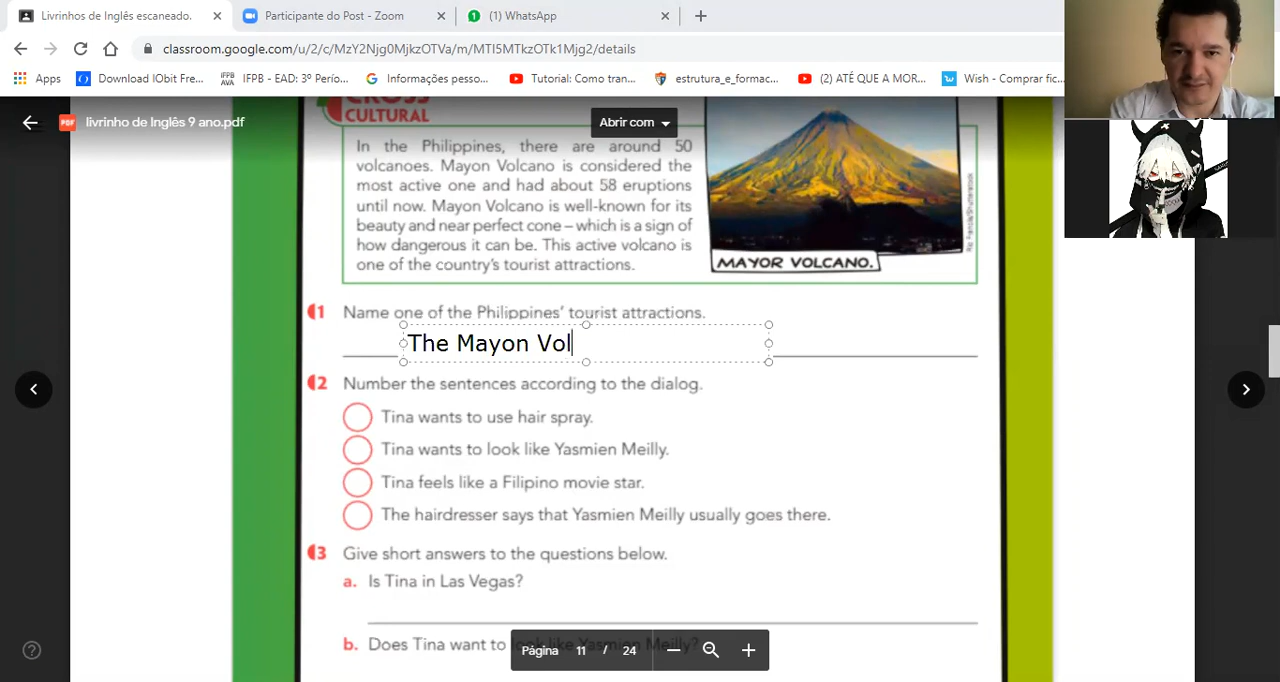 Livrinhos de Inglês escaneado.
Participante do Post - Zoom
(1) WhatsApp
classroom.google.com/u/2/c/MzY2Njg0MjkzOTVa/m/MTI5MTkzOTk1Mjg2/details
Apps
Download IObit Fre...
IFPB - EAD: 3º Perío...
Informações pesso...
Tutorial: Como tran...
estrutura_e_formac...
(2) ATÉ QUE A MOR...
Wish - Comprar fic...
PDF livrinho de Inglês 9 ano.pdf
Abrir com
CROSS
CULTURAL
In the Philippines, there are around 50
volcanoes. Mayon Volcano is considered the
most active one and had about 58 eruptions
until now. Mayon Volcano is well-known for its
beauty and near perfect cone – which is a sign of
how dangerous it can be. This active volcano is
one of the country's tourist attractions.
MAYOR VOLCANO.
1 Name one of the Philippines' tourist attractions.
The Mayon Vol
2 Number the sentences according to the dialog.
Tina wants to use hair spray.
Tina wants to look like Yasmien Meilly.
Tina feels like a Filipino movie star.
The hairdresser says that Yasmien Meilly usually goes there.
3 Give short answers to the questions below.
a. Is Tina in Las Vegas?
b. Does Tina want to look like Yasmien Meilly?
Página 11 / 24